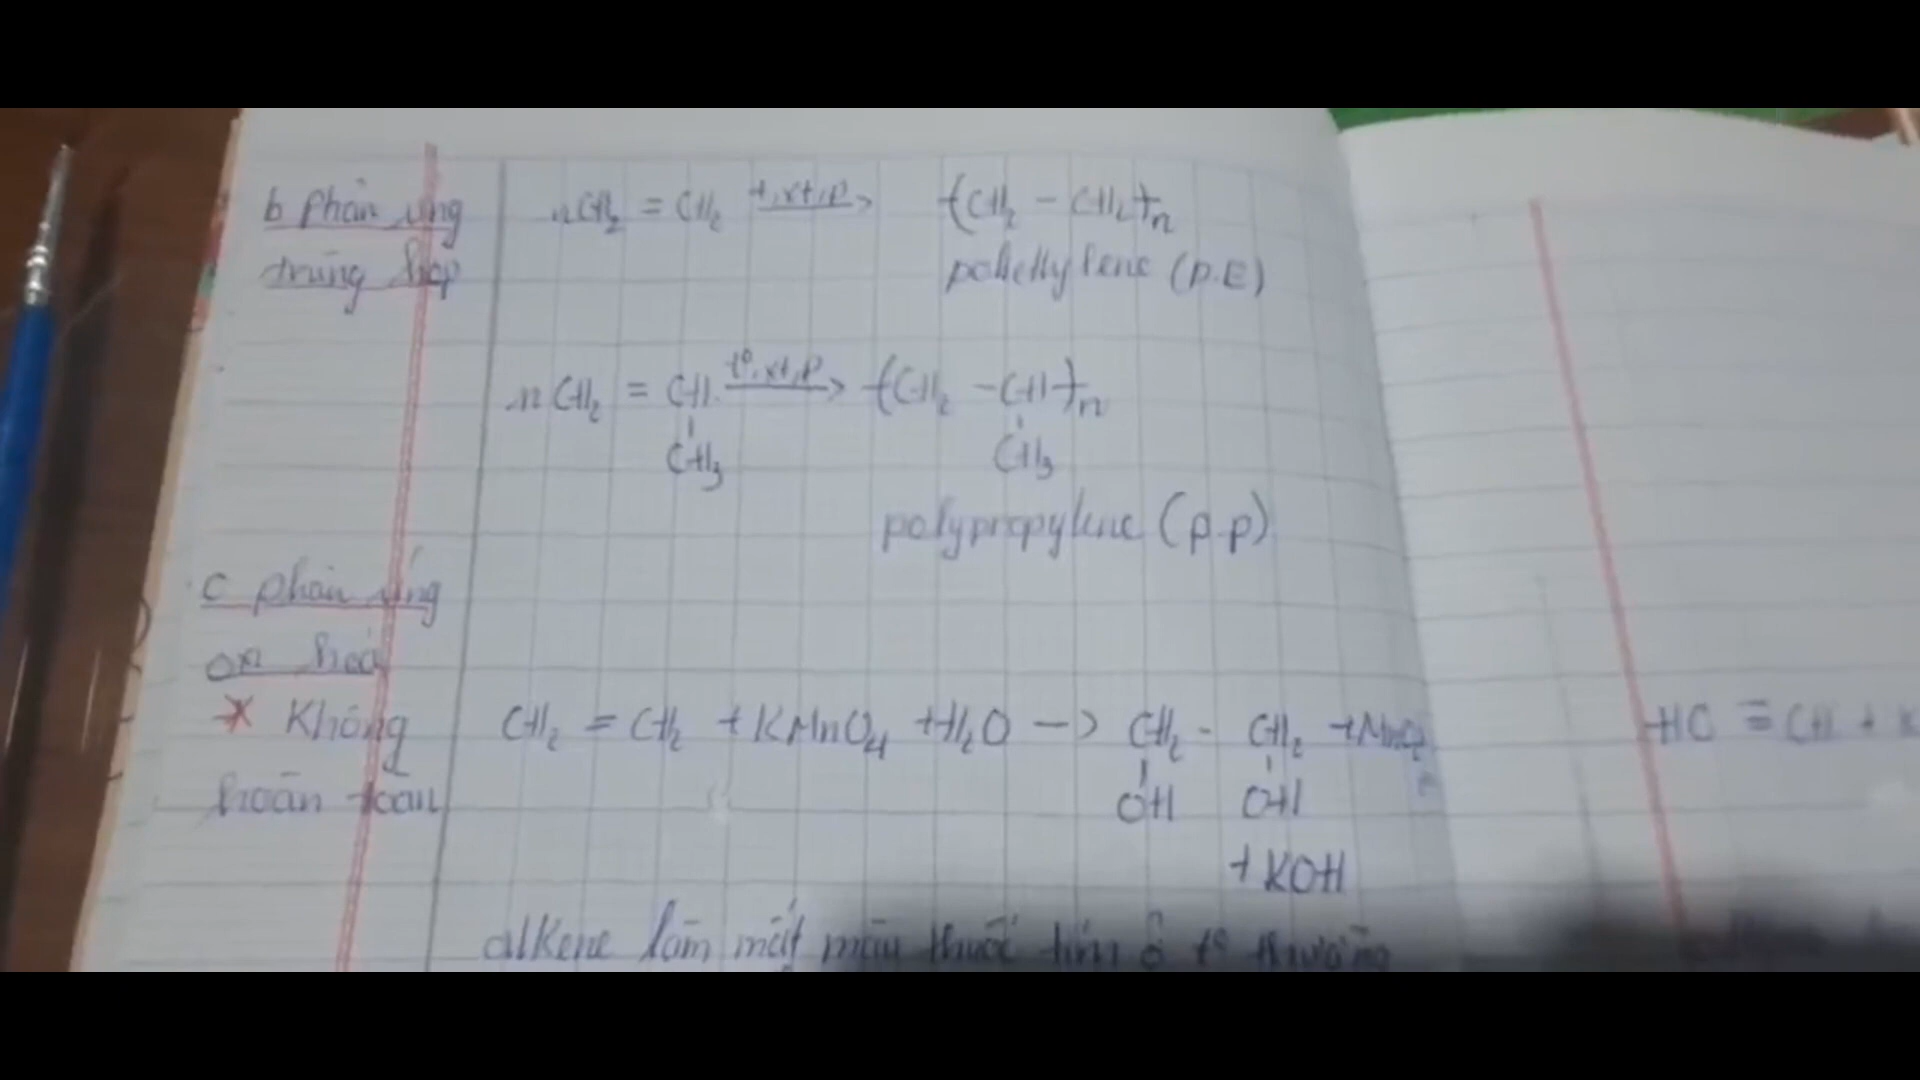 b phản ứng
trùng hợp
nCH₂ = CH₂ t,xt,p→ (CH₂ - CH₂)n
poliethylene (p.E)
nCH₂ = CH t°,xt,p→ (CH₂ - CH)n
CH₃ CH₃
polypropylene (p.p)
c phản ứng
oxi hoá
* Không
hoàn toàn
CH₂ = CH₂ + KMnO₄ + H₂O → CH₂ - CH₂ + MnO₂
OH OH
+ KOH
alkene làm mất màu thuốc tím ở t° thường
HC ≡ CH + K